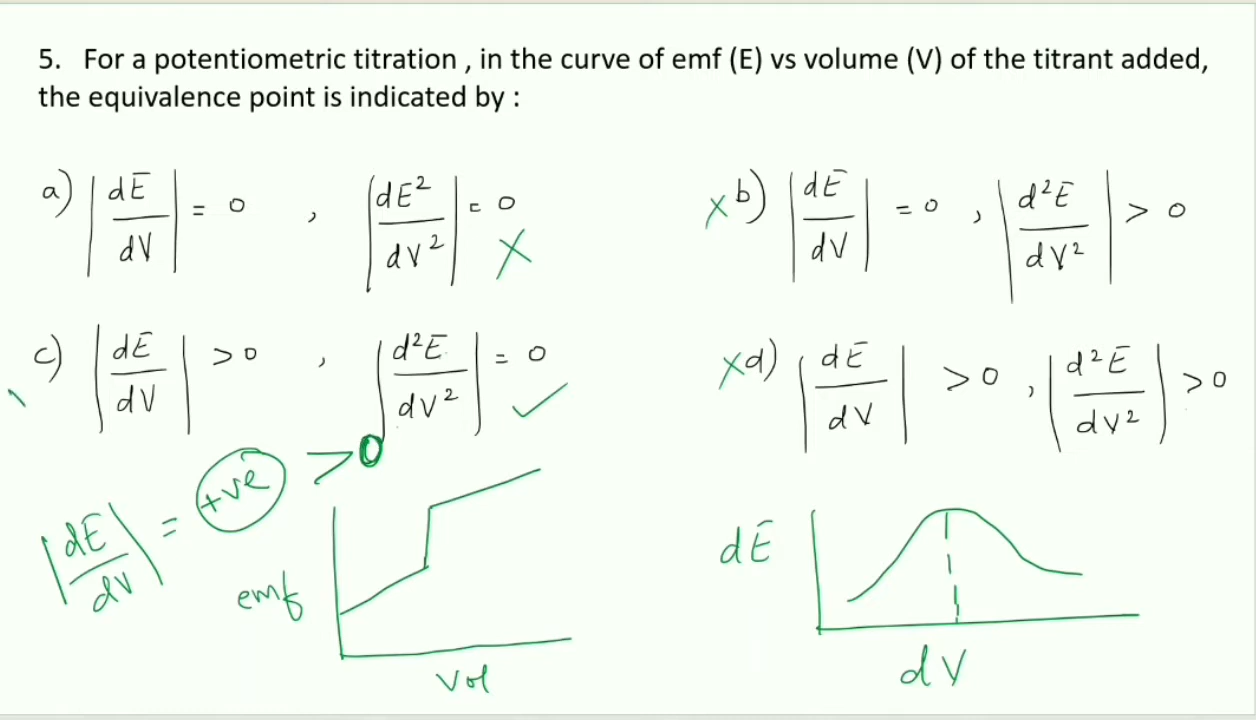 5. For a potentiometric titration , in the curve of emf (E) vs volume (V) of the titrant added,
the equivalence point is indicated by :
a) |dE/dV| = 0 , |dE²/dV²| = 0 X
X b) |dE/dV| = 0 , |d²E/dV²| > 0
c) |dE/dV| > 0 , |d²E/dV²| = 0 ✓
X d) |dE/dV| > 0 , |d²E/dV²| > 0
|dE/dV| = +ve > 0
emf
Vol
dE
dV